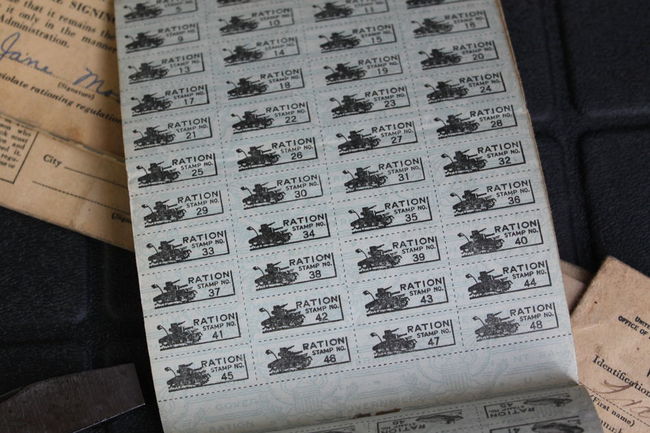 SIGNING
that it remains the
it only in the manner
Administration.
Jane
(Signature)
violate rationing regulations
City
RATION STAMP NO. 9
RATION STAMP NO. 10
RATION STAMP NO. 11
RATION STAMP NO. 13
RATION STAMP NO. 14
RATION STAMP NO. 15
RATION STAMP NO. 16
RATION STAMP NO. 17
RATION STAMP NO. 18
RATION STAMP NO. 19
RATION STAMP NO. 20
RATION STAMP NO. 21
RATION STAMP NO. 22
RATION STAMP NO. 23
RATION STAMP NO. 24
RATION STAMP NO. 25
RATION STAMP NO. 26
RATION STAMP NO. 27
RATION STAMP NO. 28
RATION STAMP NO. 29
RATION STAMP NO. 30
RATION STAMP NO. 31
RATION STAMP NO. 32
RATION STAMP NO. 33
RATION STAMP NO. 34
RATION STAMP NO. 35
RATION STAMP NO. 36
RATION STAMP NO. 37
RATION STAMP NO. 38
RATION STAMP NO. 39
RATION STAMP NO. 40
RATION STAMP NO. 41
RATION STAMP NO. 42
RATION STAMP NO. 43
RATION STAMP NO. 44
RATION STAMP NO. 45
RATION STAMP NO. 46
RATION STAMP NO. 47
RATION STAMP NO. 48
UNIT
OFFICE OF
Identification
(First name)